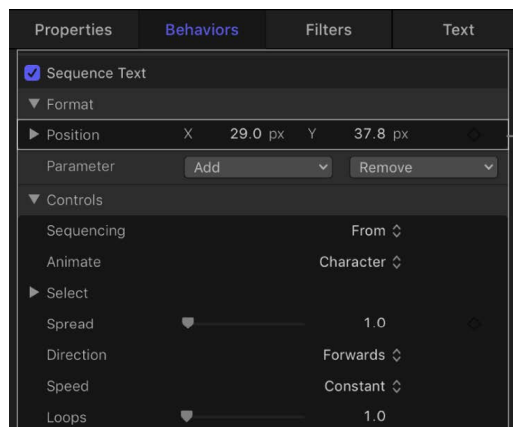 Properties Behaviors Filters Text
Sequence Text
Format
Position X 29.0 px Y 37.8 px
Parameter Add Remove
Controls
Sequencing From
Animate Character
Select
Spread 1.0
Direction Forwards
Speed Constant
Loops 1.0